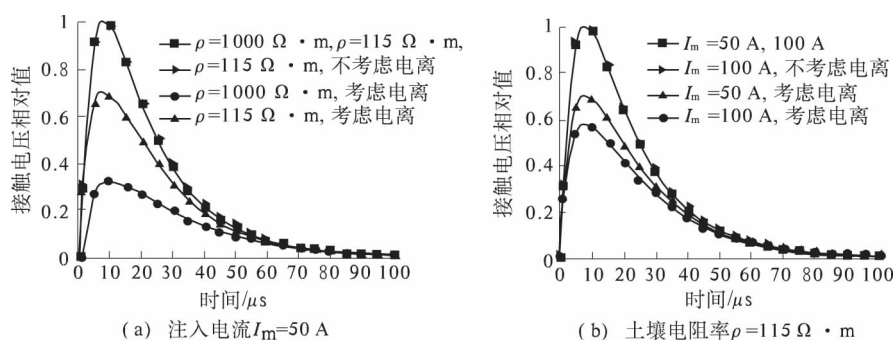 接触电压相对值
1
0.8
0.6
0.4
0.2
0
ρ=1000 Ω·m, ρ=115 Ω·m,
ρ=115 Ω·m, 不考虑电离
ρ=1000 Ω·m, 考虑电离
ρ=115 Ω·m, 考虑电离
0 10 20 30 40 50 60 70 80 90 100
时间/μs
(a) 注入电流Im=50 A
接触电压相对值
1
0.8
0.6
0.4
0.2
0
Im=50 A, 100 A
Im=100 A, 不考虑电离
Im=50 A, 考虑电离
Im=100 A, 考虑电离
0 10 20 30 40 50 60 70 80 90 100
时间/μs
(b) 土壤电阻率ρ=115 Ω·m